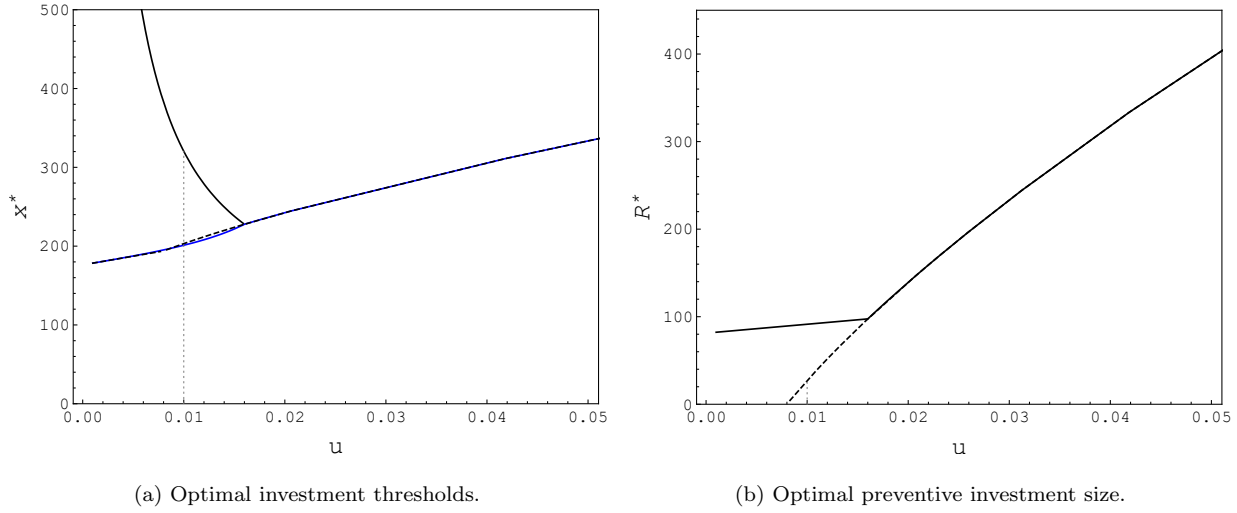 500
400
300
200
100
0
x*
0.00 0.01 0.02 0.03 0.04 0.05
u
(a) Optimal investment thresholds.
400
300
200
100
0
R*
0.00 0.01 0.02 0.03 0.04 0.05
u
(b) Optimal preventive investment size.